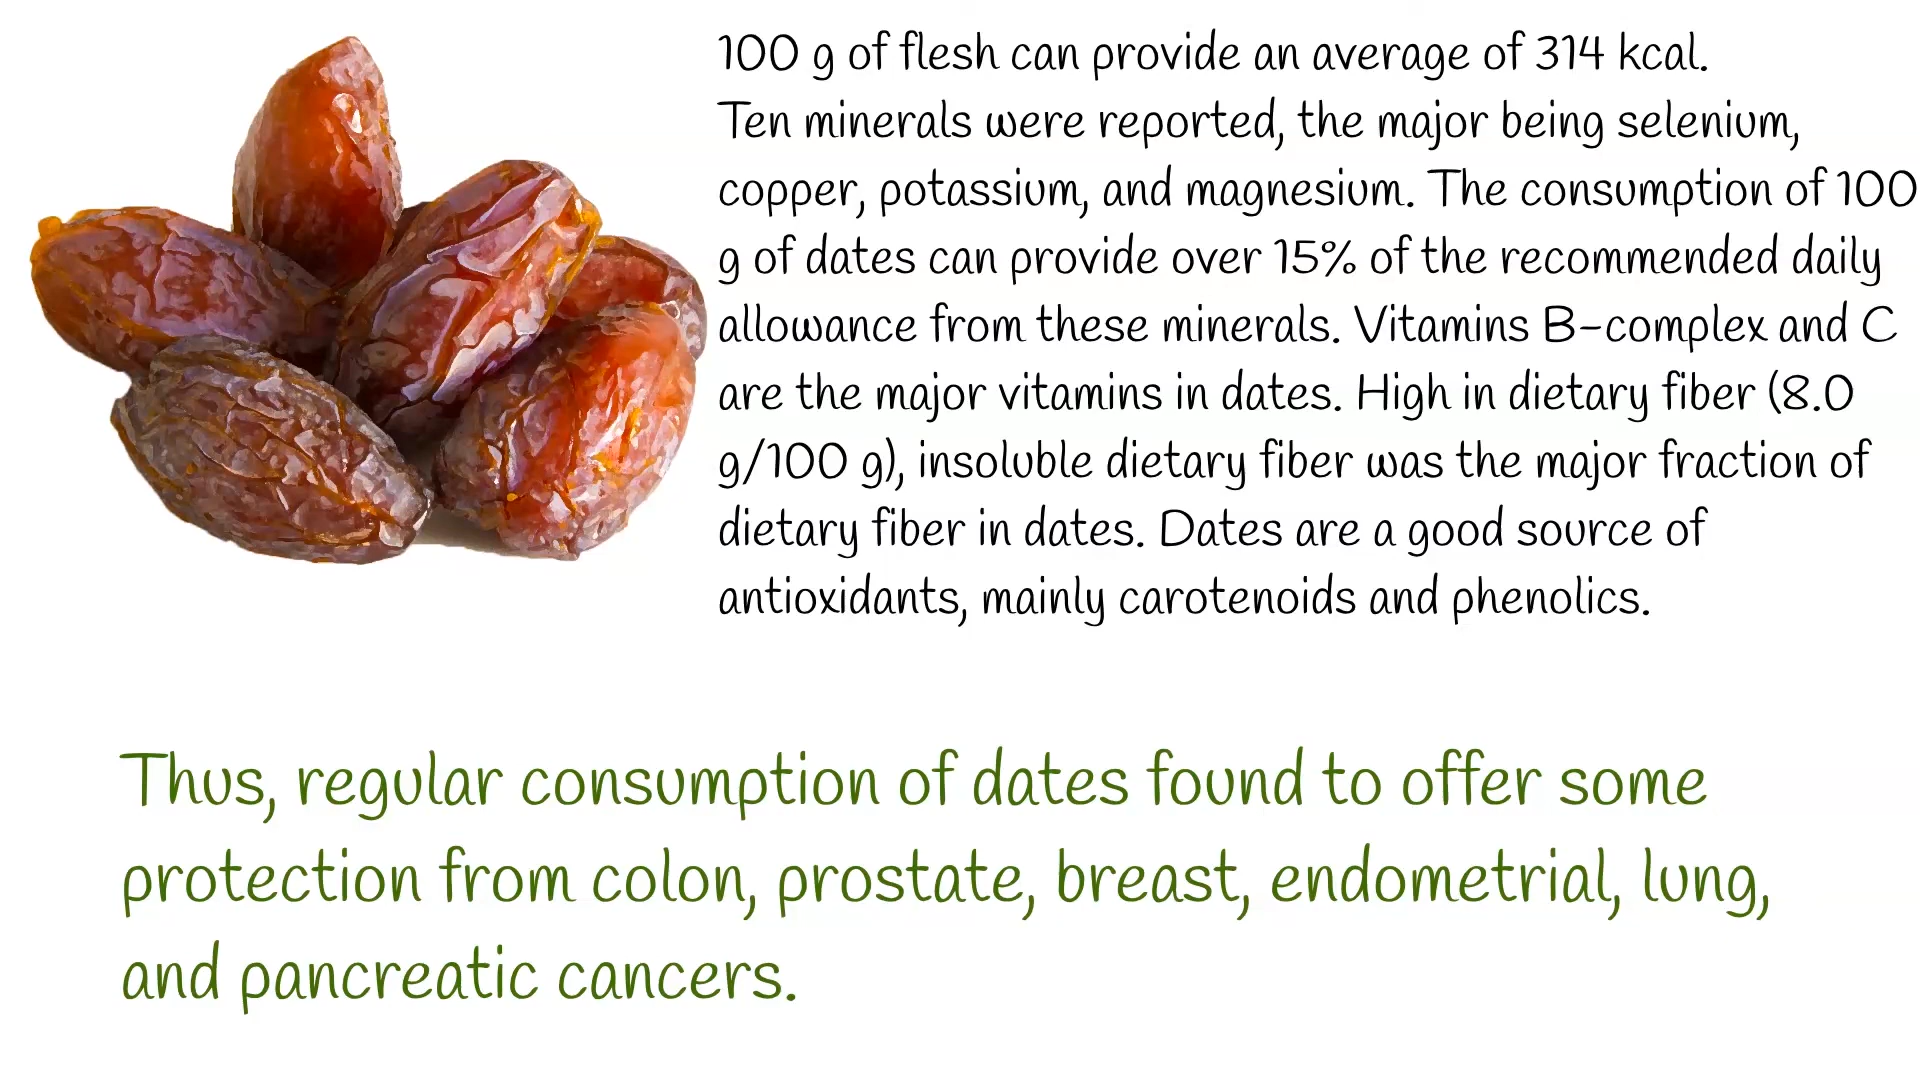 100 g of flesh can provide an average of 314 kcal.
Ten minerals were reported, the major being selenium,
copper, potassium, and magnesium. The consumption of 100
g of dates can provide over 15% of the recommended daily
allowance from these minerals. Vitamins B-complex and C
are the major vitamins in dates. High in dietary fiber (8.0
g/100 g), insoluble dietary fiber was the major fraction of
dietary fiber in dates. Dates are a good source of
antioxidants, mainly carotenoids and phenolics.
Thus, regular consumption of dates found to offer some
protection from colon, prostate, breast, endometrial, lung,
and pancreatic cancers.